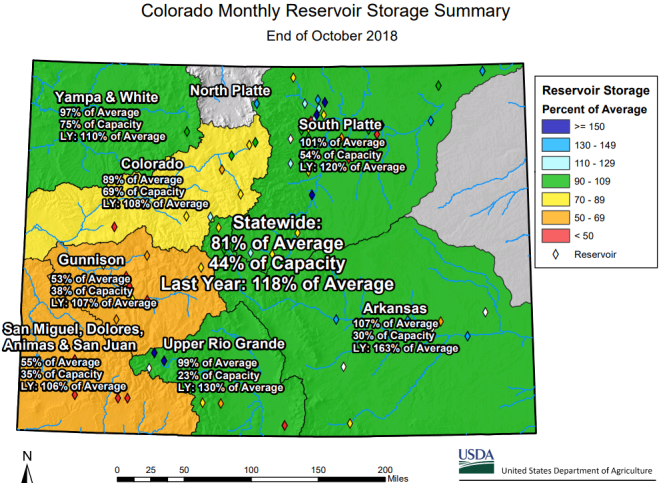 Colorado Monthly Reservoir Storage Summary
End of October 2018
Yampa & White
97% of Average
75% of Capacity
LY: 110% of Average
North Platte
South Platte
101% of Average
54% of Capacity
LY: 120% of Average
Colorado
89% of Average
69% of Capacity
LY: 108% of Average
Statewide:
81% of Average
44% of Capacity
Last Year: 118% of Average
Gunnison
53% of Average
38% of Capacity
LY: 107% of Average
Arkansas
107% of Average
30% of Capacity
LY: 163% of Average
San Miguel, Dolores,
Animas & San Juan
55% of Average
35% of Capacity
LY: 106% of Average
Upper Rio Grande
99% of Average
23% of Capacity
LY: 130% of Average
Reservoir Storage
Percent of Average
>= 150
130 - 149
110 - 129
90 - 109
70 - 89
50 - 69
< 50
Reservoir
N
0 25 50 100 150 200
Miles
USDA
United States Department of Agriculture